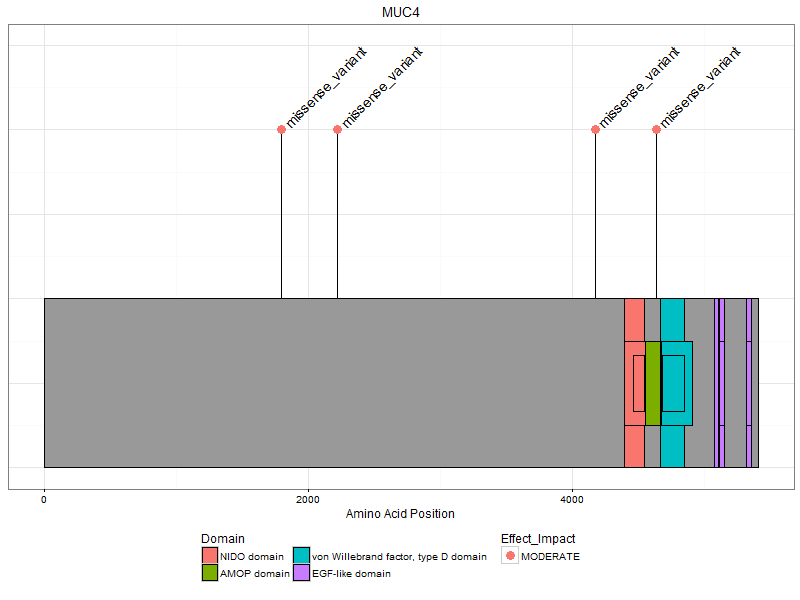 MUC4
missense_variant missense_variant missense_variant missense_variant
0 2000 4000
Amino Acid Position
Domain Effect_Impact
NIDO domain von Willebrand factor, type D domain MODERATE
AMOP domain EGF-like domain